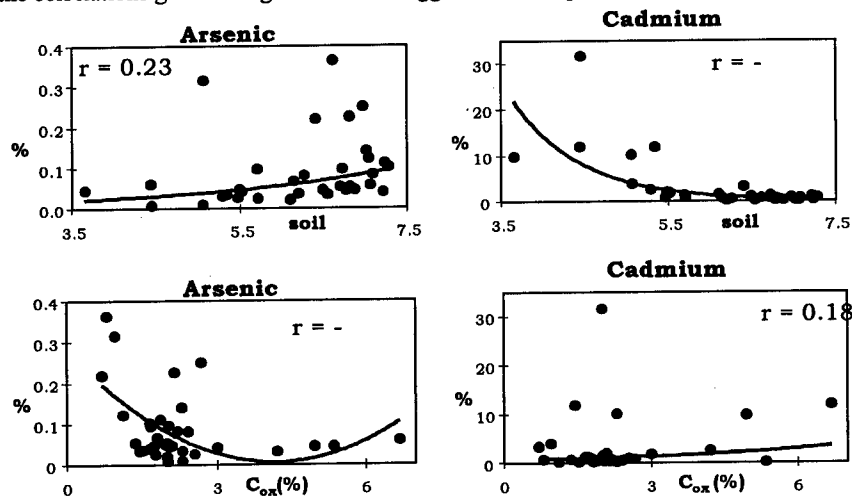 Arsenic
r = 0.23
0.4
0.3
0.2
0.1
0.0
%
3.5
soil
5.5
7.5
Cadmium
r = -
30
20
10
0
%
3.5
5.5
soil
7.5
Arsenic
r = -
0.4
0.3
0.2
0.1
0
%
0
3
Cox(%)
6
Cadmium
r = 0.18
30
20
10
0
%
0
3
Cox(%)
6